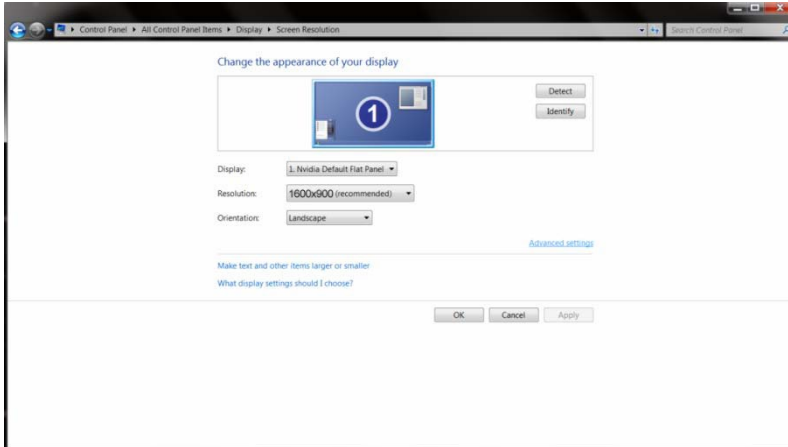 Control Panel ▸ All Control Panel Items ▸ Display ▸ Screen Resolution
Search Control Panel
Change the appearance of your display
1
Detect
Identify
Display: 1. Nvidia Default Flat Panel
Resolution: 1600x900 (recommended)
Orientation: Landscape
Advanced settings
Make text and other items larger or smaller
What display settings should I choose?
OK Cancel Apply